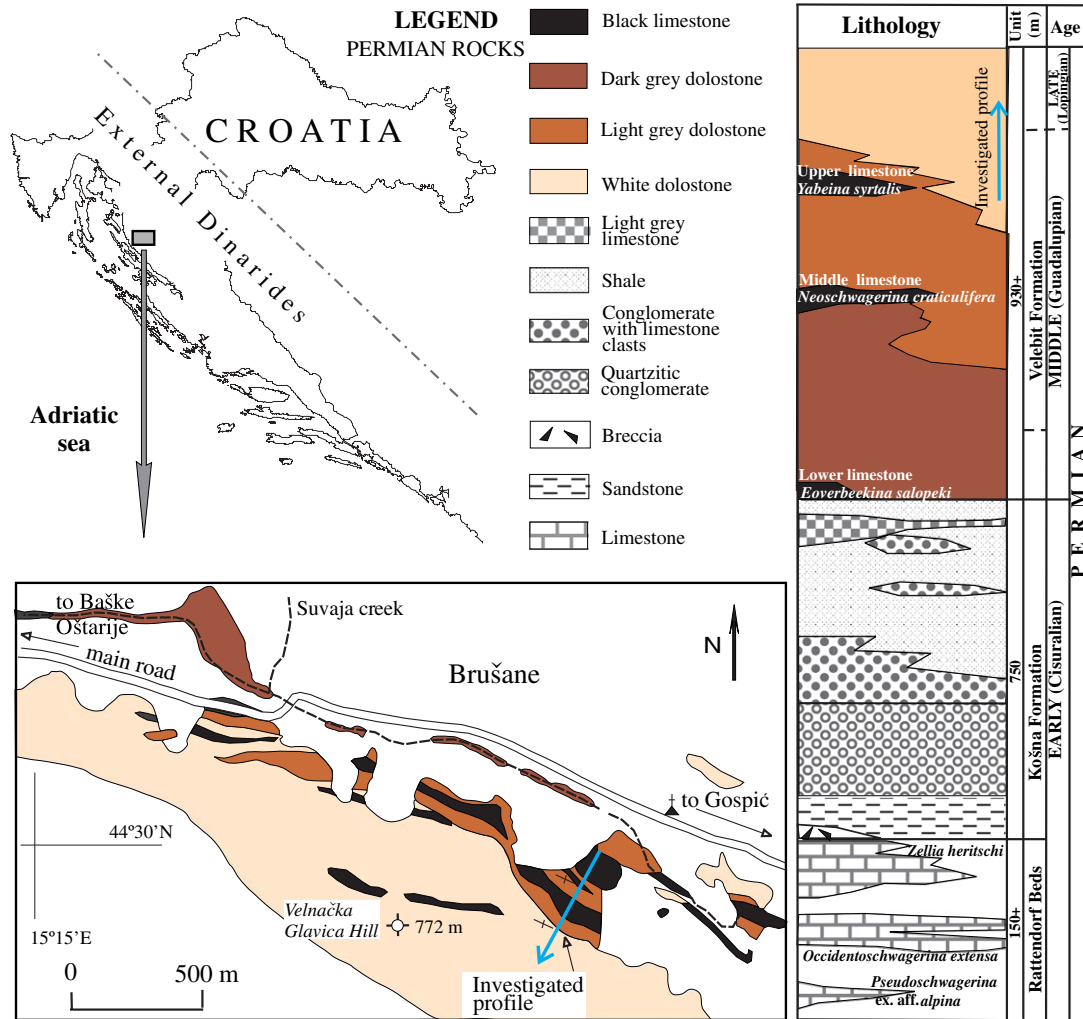 LEGEND
PERMIAN ROCKS
Black limestone
Dark grey dolostone
Light grey dolostone
White dolostone
Light grey
limestone
Shale
Conglomerate
with limestone
clasts
Quartzitic
conglomerate
Breccia
Sandstone
Limestone
CROATIA
External Dinarides
Adriatic
sea
to Baške
Oštarije
Suvaja creek
main road
Brušane
N
to Gospić
44º30'N
15º15'E
Velnačka
Glavica Hill
772 m
0
500 m
Investigated
profile
Lithology
Unit
(m)
Age
LATE
(Lopingian)
Investigated profile
Upper limestone
Yabeina syrtalis
Middle limestone
Neoschwagerina craticulifera
Lower limestone
Eoverbeekina salopeki
930+
Velebit Formation
MIDDLE (Guadalupian)
PERMIAN
750
Košna Formation
EARLY (Cisuralian)
Zellia heritschi
Occidentoschwagerina extensa
Pseudoschwagerina
ex. aff. alpina
150+
Rattendorf Beds